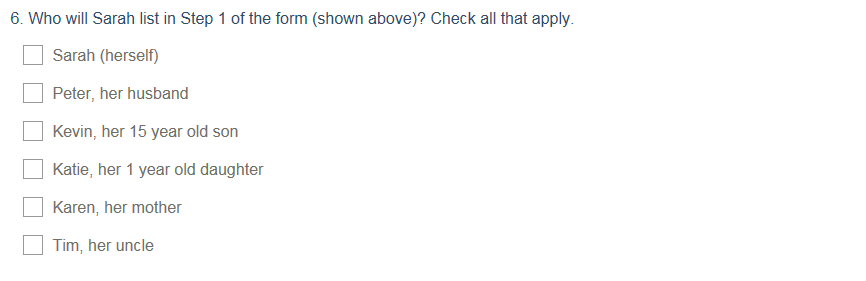 6. Who will Sarah list in Step 1 of the form (shown above)? Check all that apply.
Sarah (herself)
Peter, her husband
Kevin, her 15 year old son
Katie, her 1 year old daughter
Karen, her mother
Tim, her uncle